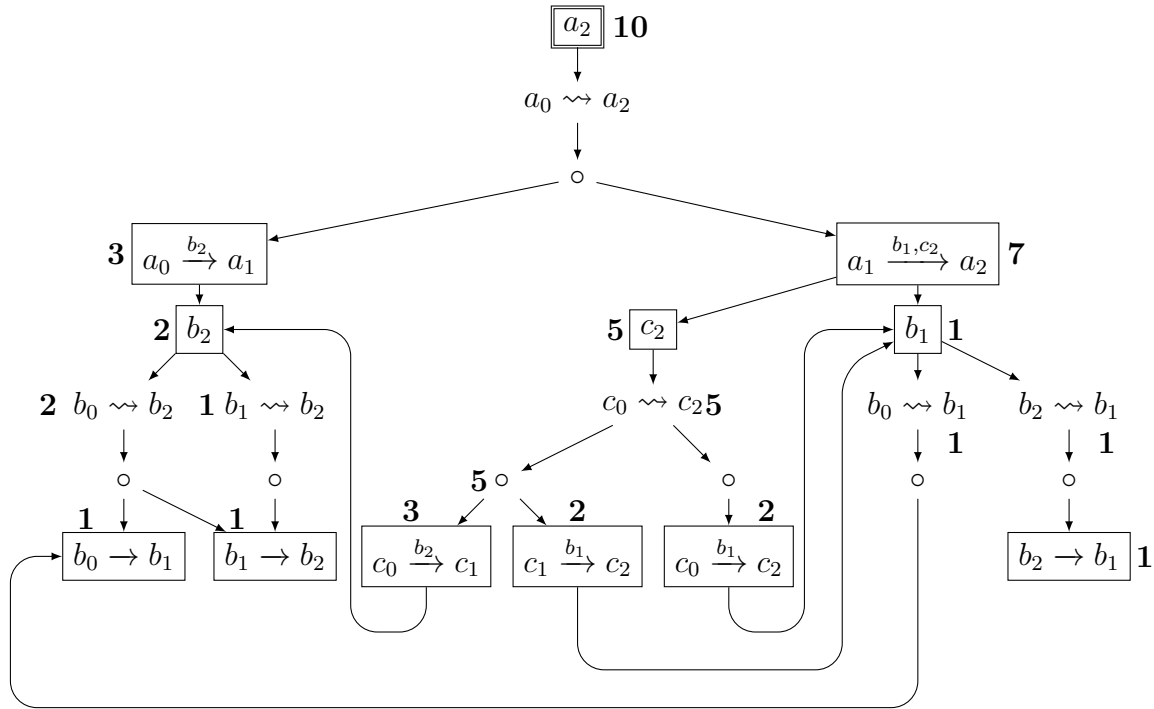 a₂ 10
a₀ ⇝ a₂
3 a₀ —b₂→ a₁
a₁ —b₁,c₂→ a₂ 7
2 b₂
5 c₂
b₁ 1
2 b₀ ⇝ b₂
1 b₁ ⇝ b₂
c₀ ⇝ c₂ 5
b₀ ⇝ b₁
1
b₂ ⇝ b₁
1
5
1
b₀ → b₁
1
b₁ → b₂
3
c₀ —b₂→ c₁
2
c₁ —b₁→ c₂
2
c₀ —b₁→ c₂
b₂ → b₁ 1